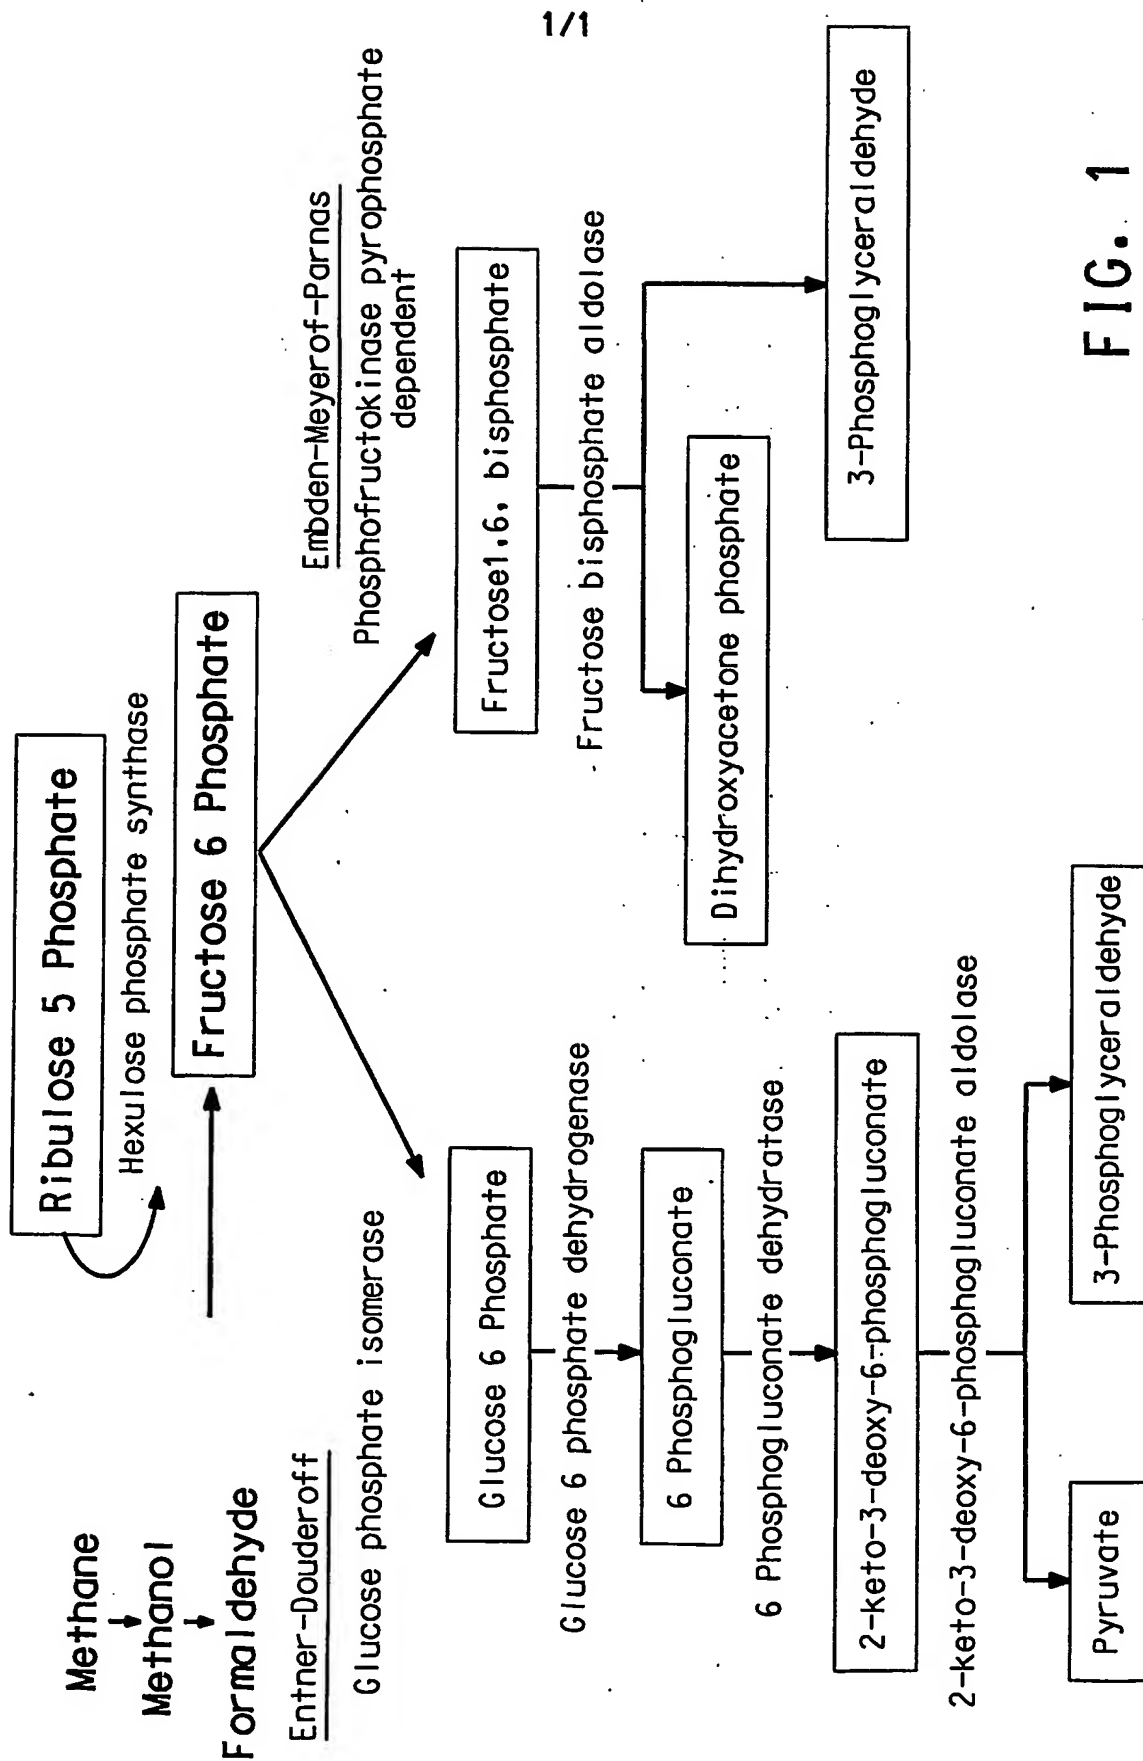 1/1
Methane
Methanol
Formaldehyde
Ribulose 5 Phosphate
Hexulose phosphate synthase
Fructose 6 Phosphate
Entner-Douderoff
Glucose phosphate isomerase
Glucose 6 Phosphate
Glucose 6 phosphate dehydrogenase
6 Phosphogluconate
6 Phosphogluconate dehydratase
2-keto-3-deoxy-6-phosphogluconate
2-keto-3-deoxy-6-phosphogluconate aldolase
Pyruvate
3-Phosphoglyceraldehyde
Embden-Meyerof-Parnas
Phosphofructokinase pyrophosphate
dependent
Fructose1.6. bisphosphate
Fructose bisphosphate aldolase
Dihydroxyacetone phosphate
3-Phosphoglyceraldehyde
FIG. 1